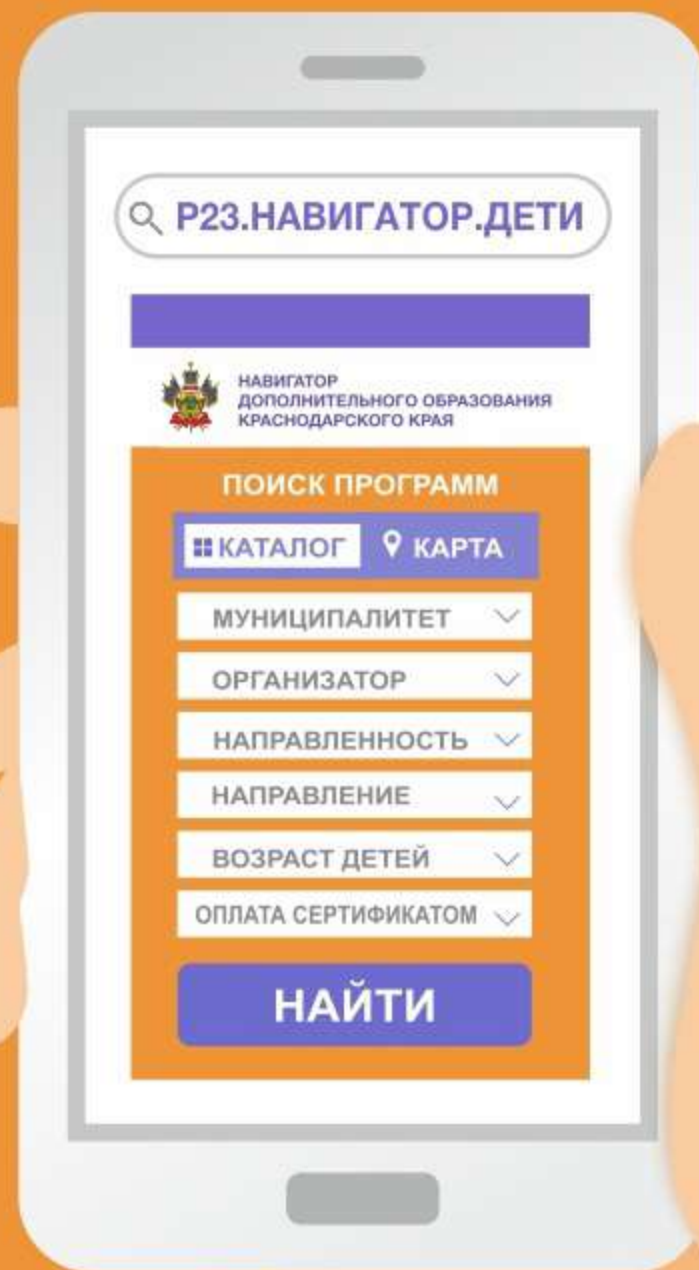 Р23.НАВИГАТОР.ДЕТИ
НАВИГАТОР
ДОПОЛНИТЕЛЬНОГО ОБРАЗОВАНИЯ
КРАСНОДАРСКОГО КРАЯ
ПОИСК ПРОГРАММ
КАТАЛОГ КАРТА
МУНИЦИПАЛИТЕТ
ОРГАНИЗАТОР
НАПРАВЛЕННОСТЬ
НАПРАВЛЕНИЕ
ВОЗРАСТ ДЕТЕЙ
ОПЛАТА СЕРТИФИКАТОМ
НАЙТИ